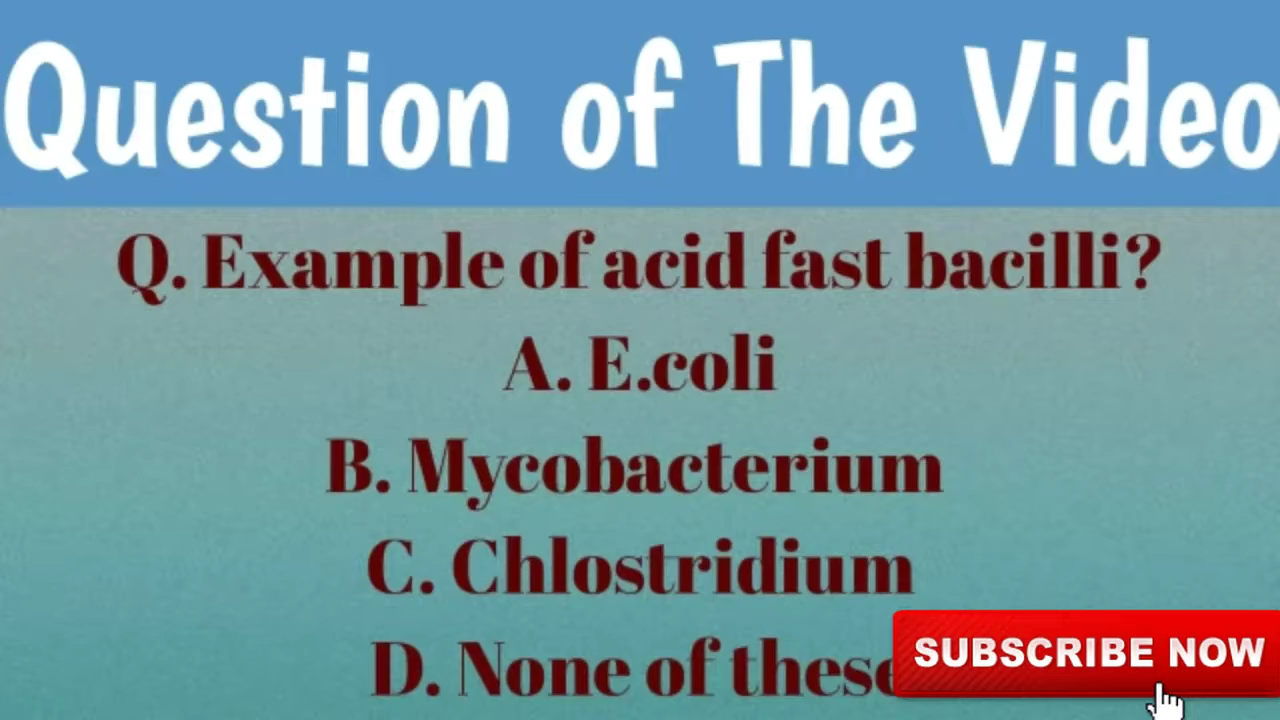 Question of The Video
Q. Example of acid fast bacilli?
A. E.coli
B. Mycobacterium
C. Chlostridium
D. None of these
SUBSCRIBE NOW